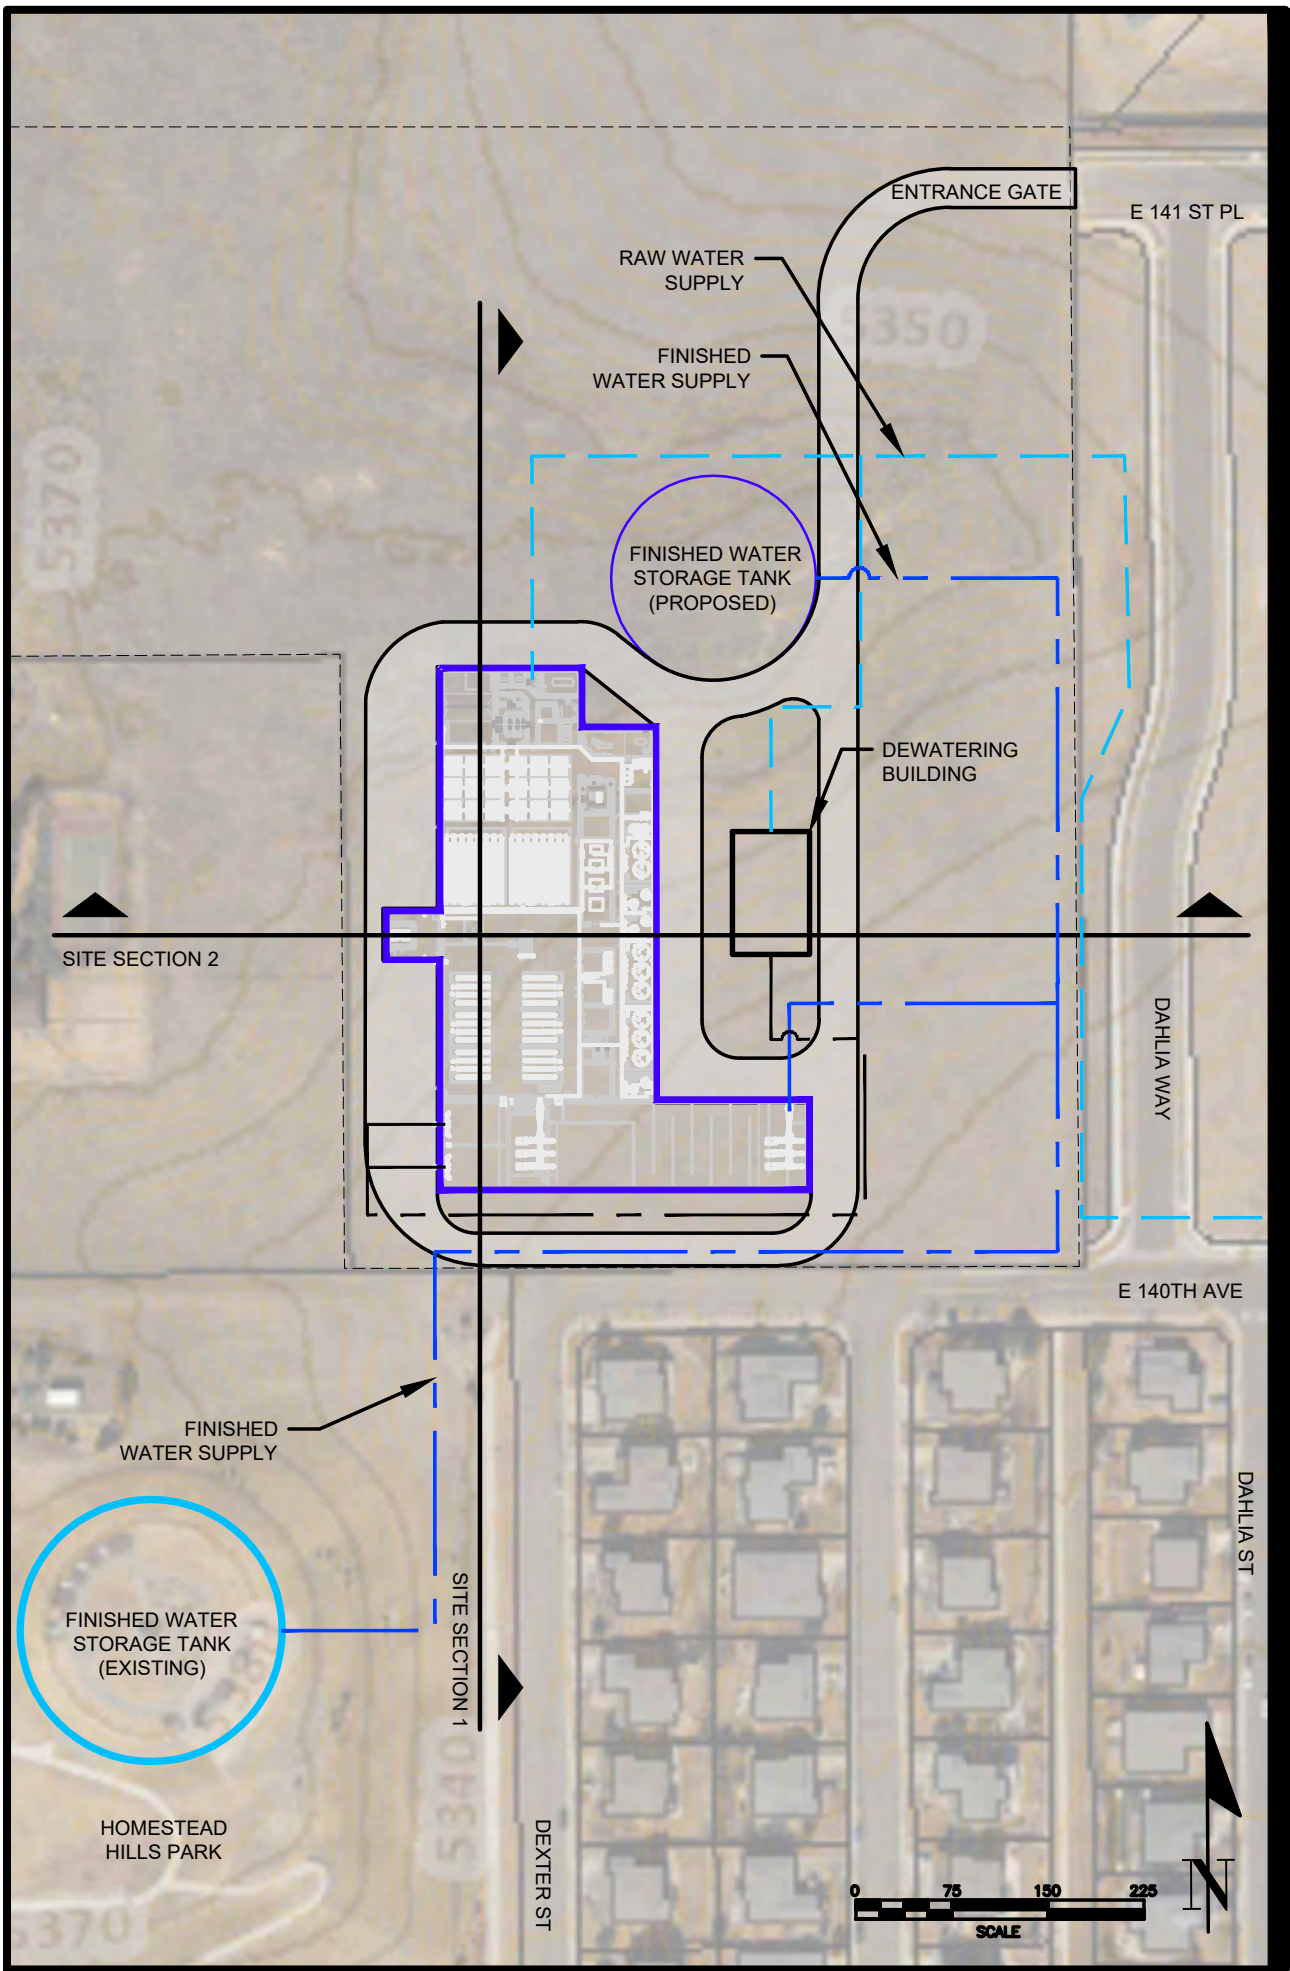 ENTRANCE GATE
E 141 ST PL
RAW WATER
SUPPLY
5350
FINISHED
WATER SUPPLY
5370
FINISHED WATER
STORAGE TANK
(PROPOSED)
DEWATERING
BUILDING
SITE SECTION 2
DAHLIA WAY
E 140TH AVE
FINISHED
WATER SUPPLY
DAHLIA ST
SITE SECTION 1
FINISHED WATER
STORAGE TANK
(EXISTING)
5340
HOMESTEAD
HILLS PARK
DEXTER ST
5370
0 75 150 225
SCALE
N